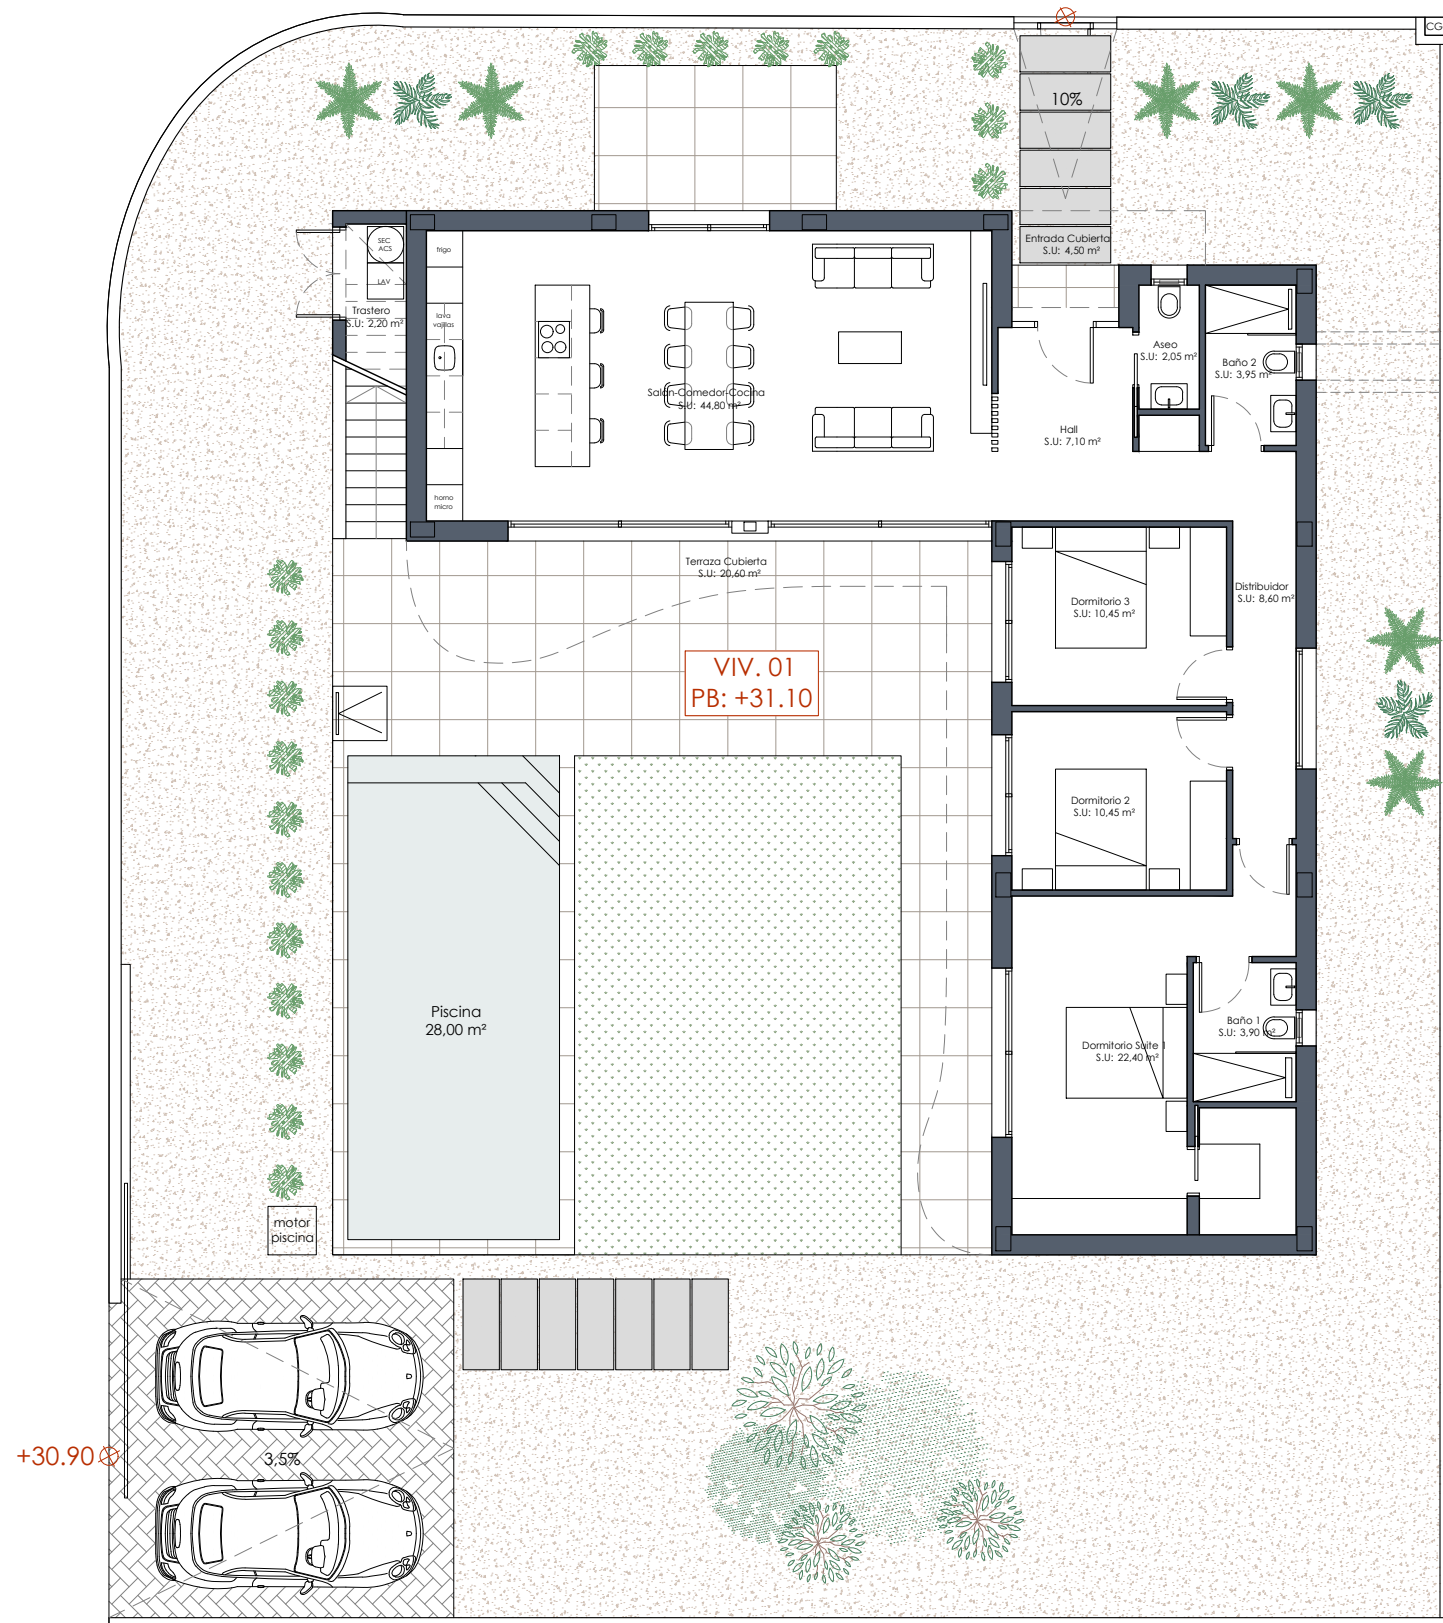 CG
10%
Entrada Cubierta
S.U: 4,50 m²
SEC
ACS
LAV
Trastero
S.U: 2,20 m²
frigo
lava
vajillas
horno
micro
Salón-Comedor-Cocina
S.U: 44,80 m²
Aseo
S.U: 2,05 m²
Baño 2
S.U: 3,95 m²
Hall
S.U: 7,10 m²
Terraza Cubierta
S.U: 20,60 m²
Distribuidor
S.U: 8,60 m²
Dormitorio 3
S.U: 10,45 m²
VIV. 01
PB: +31.10
Dormitorio 2
S.U: 10,45 m²
Piscina
28,00 m²
Baño 1
S.U: 3,90 m²
Dormitorio Suite 1
S.U: 22,40 m²
motor
piscina
+30.90
3,5%